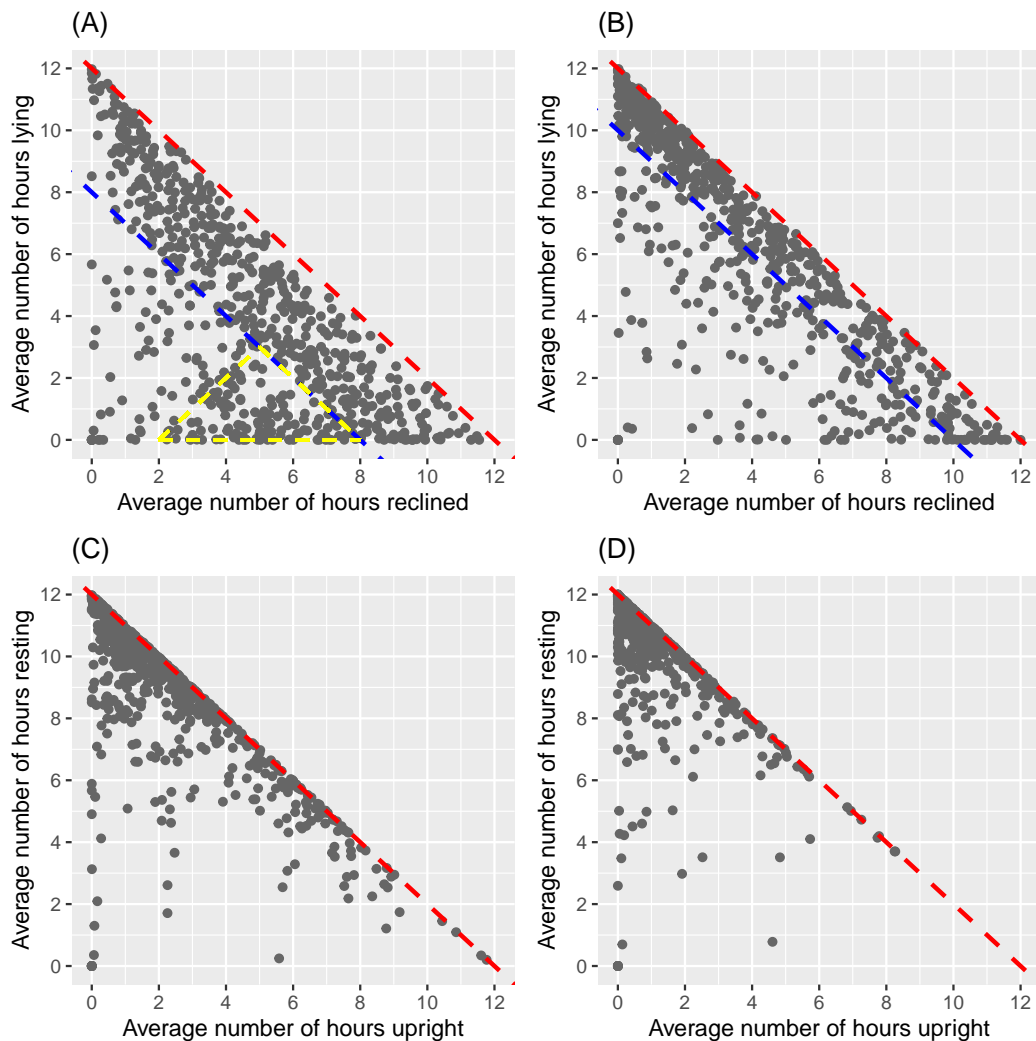 (A)
Average number of hours lying
12
10
8
6
4
2
0
0 2 4 6 8 10 12
Average number of hours reclined
(B)
Average number of hours lying
12
10
8
6
4
2
0
0 2 4 6 8 10 12
Average number of hours reclined
(C)
Average number of hours resting
12
10
8
6
4
2
0
0 2 4 6 8 10 12
Average number of hours upright
(D)
Average number of hours resting
12
10
8
6
4
2
0
0 2 4 6 8 10 12
Average number of hours upright